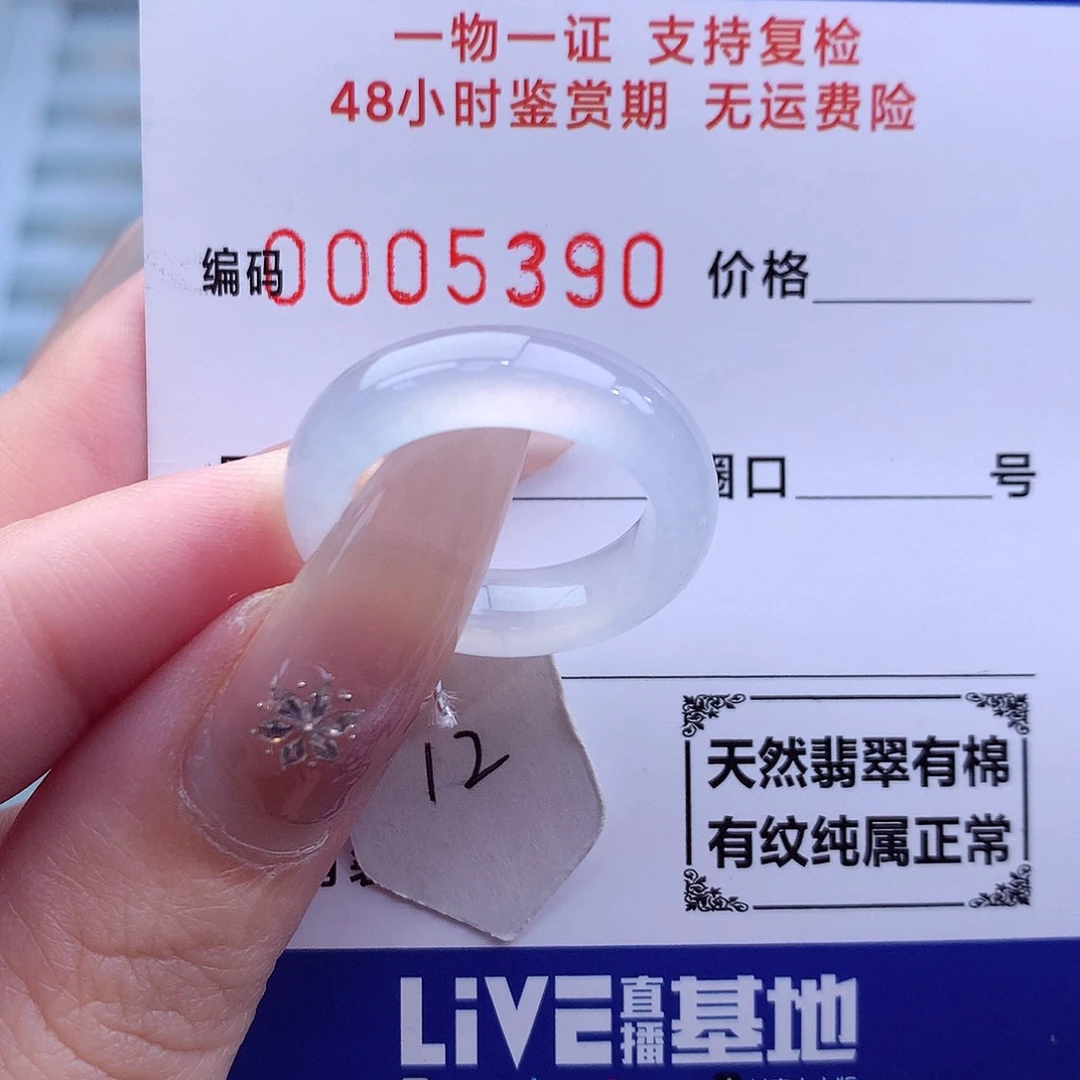 一物一证 支持复检
48小时鉴赏期 无运费险
编码0005390 价格
圈口 号
12
天然翡翠有棉
有纹纯属正常
LiVE直播基地